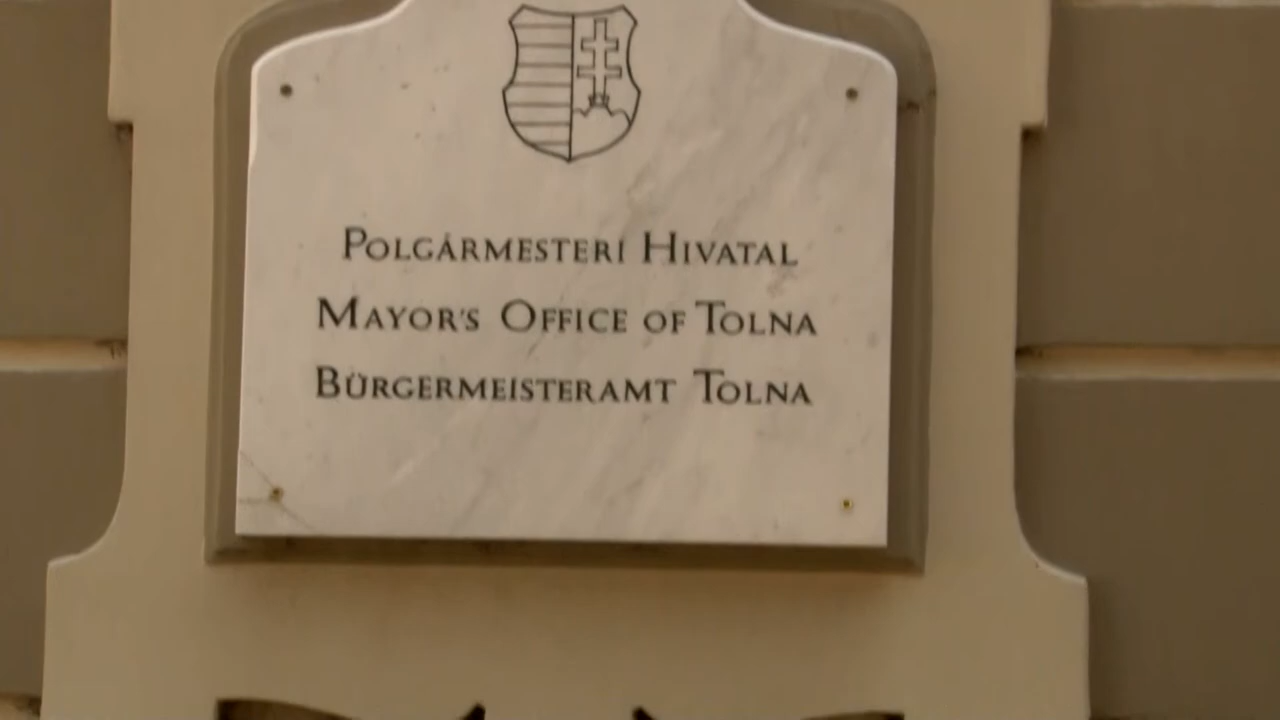 Polgármesteri Hivatal
Mayor's Office of Tolna
Bürgermeisteramt Tolna